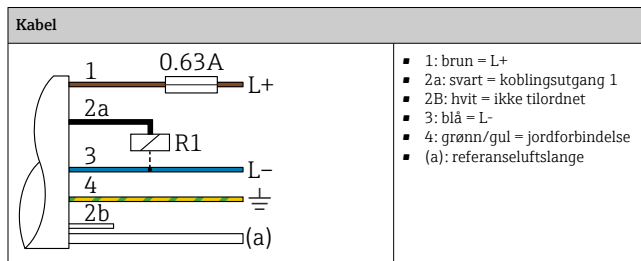 Kabel
1 0.63A L+
2a
R1
3 L-
4
2b
(a)
1: brun = L+
2a: svart = koblingsutgang 1
2B: hvit = ikke tilordnet
3: blå = L-
4: grønn/gul = jordforbindelse
(a): referanseluftslange